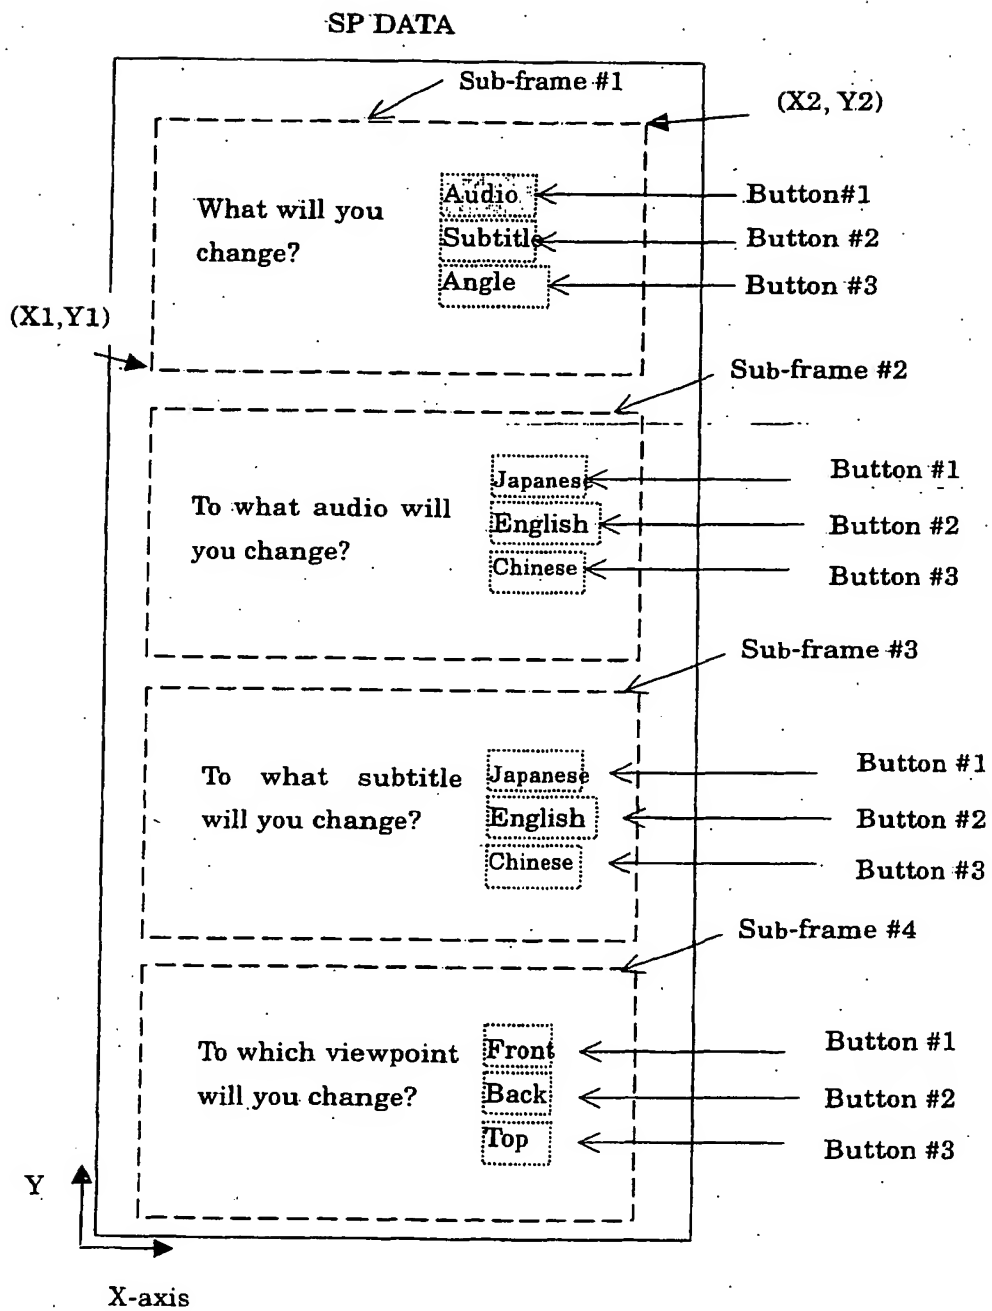 SP DATA
Sub-frame #1
(X2, Y2)
What will you
change?
Audio
Subtitle
Angle
Button#1
Button #2
Button #3
(X1,Y1)
Sub-frame #2
To what audio will
you change?
Japanese
English
Chinese
Button #1
Button #2
Button #3
Sub-frame #3
To what subtitle
will you change?
Japanese
English
Chinese
Button #1
Button #2
Button #3
Sub-frame #4
To which viewpoint
will you change?
Front
Back
Top
Button #1
Button #2
Button #3
Y
X-axis